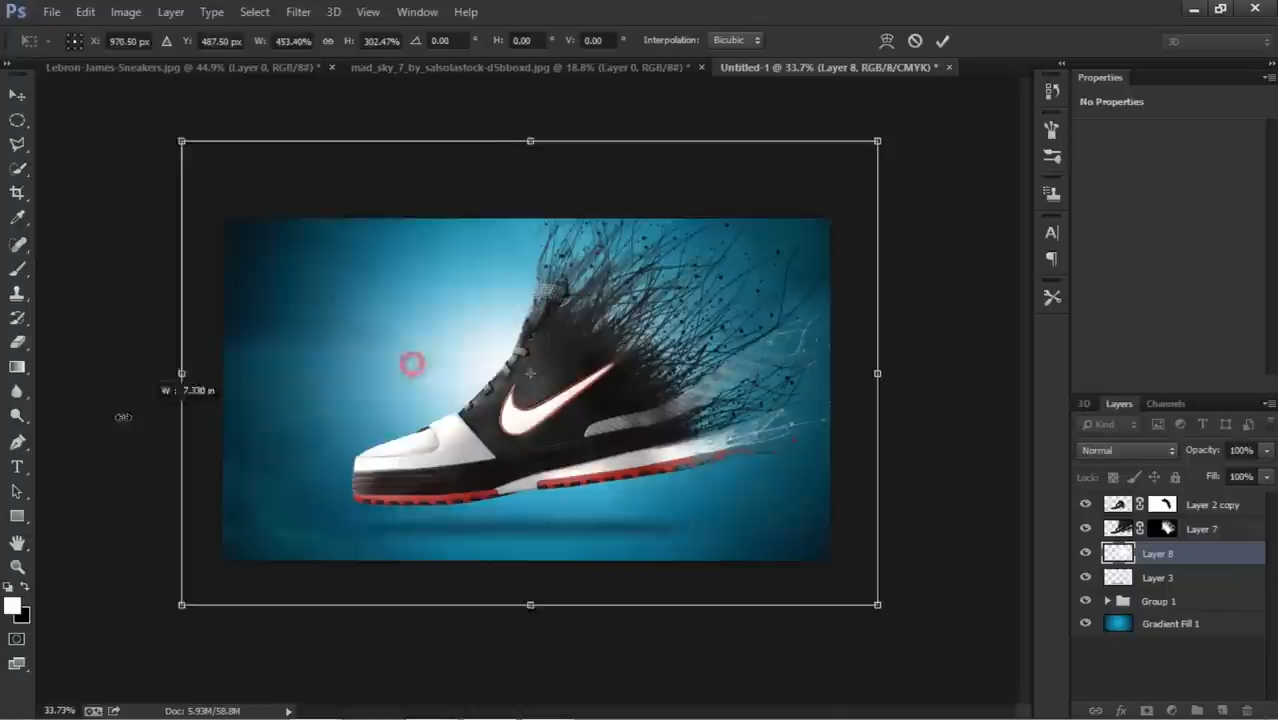 Ps File Edit Image Layer Type Select Filter 3D View Window Help
X: 970.50 px Y: 487.50 px W: 453.40% H: 302.47% 0.00 ° H: 0.00 ° V: 0.00 ° Interpolation: Bicubic 3D
Lebron-James-Sneakers.jpg @ 44.9% (Layer 0, RGB/8#) * × mad_sky_7_by_salsolastock-d5bboxd.jpg @ 18.8% (Layer 0, RGB/8#) * × Untitled-1 @ 33.7% (Layer 8, RGB/8/CMYK) * ×
Properties
No Properties
W : 7.330 m
3D Layers Channels
Kind
Normal Opacity: 100%
Lock: Fill: 100%
Layer 2 copy
Layer 7
Layer 8
Layer 3
Group 1
Gradient Fill 1
33.73% Doc: 5.93M/58.8M